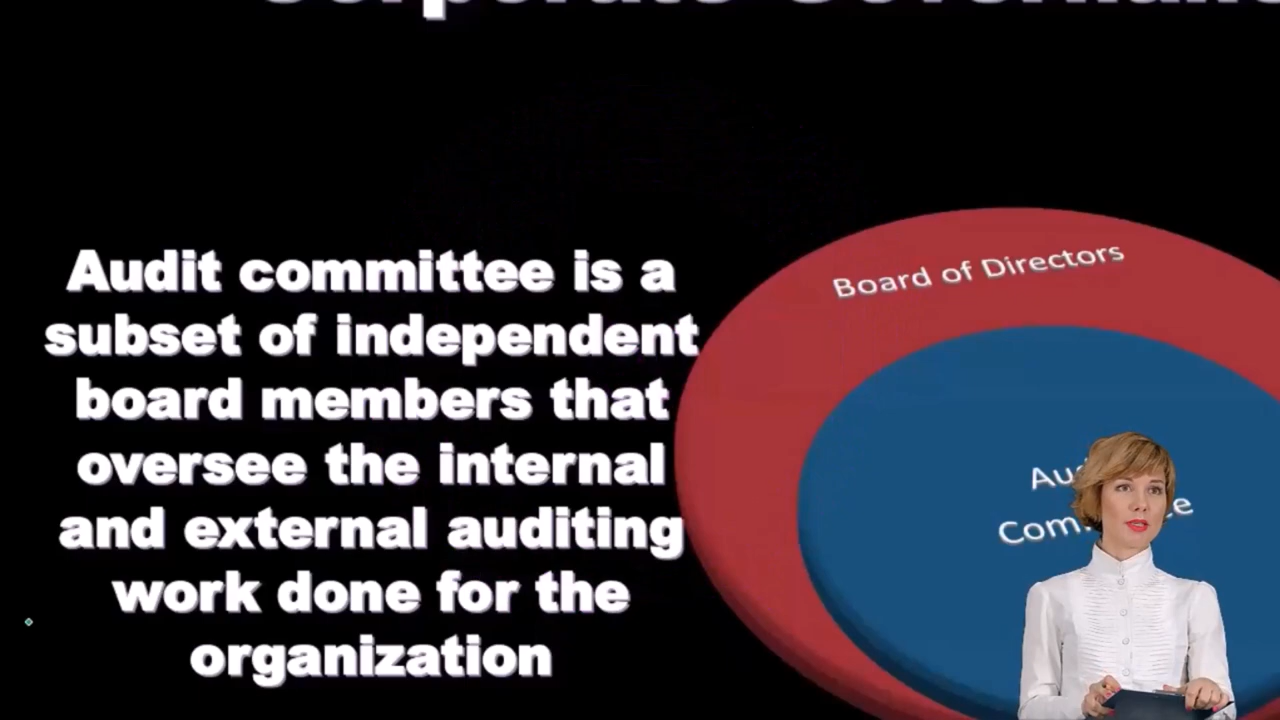 Audit committee is a
subset of independent
board members that
oversee the internal
and external auditing
work done for the
organization
Board of Directors